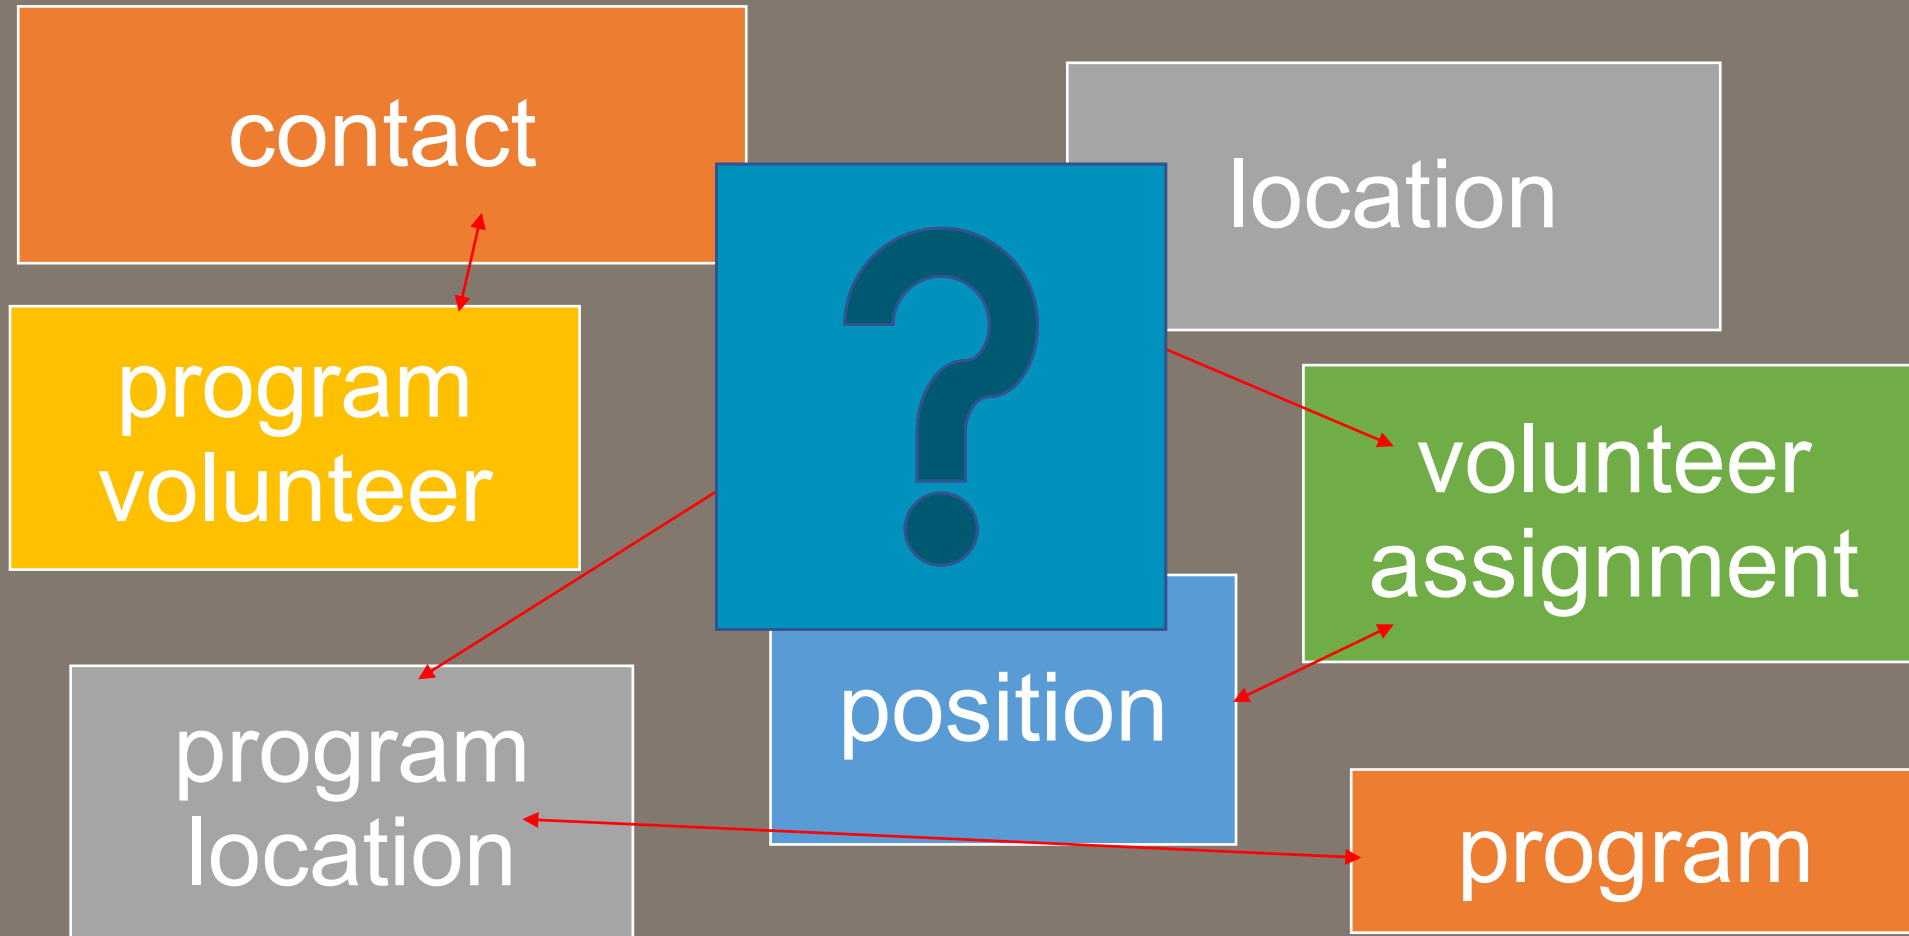 contact
location
?
program
volunteer
volunteer
assignment
position
program
location
program